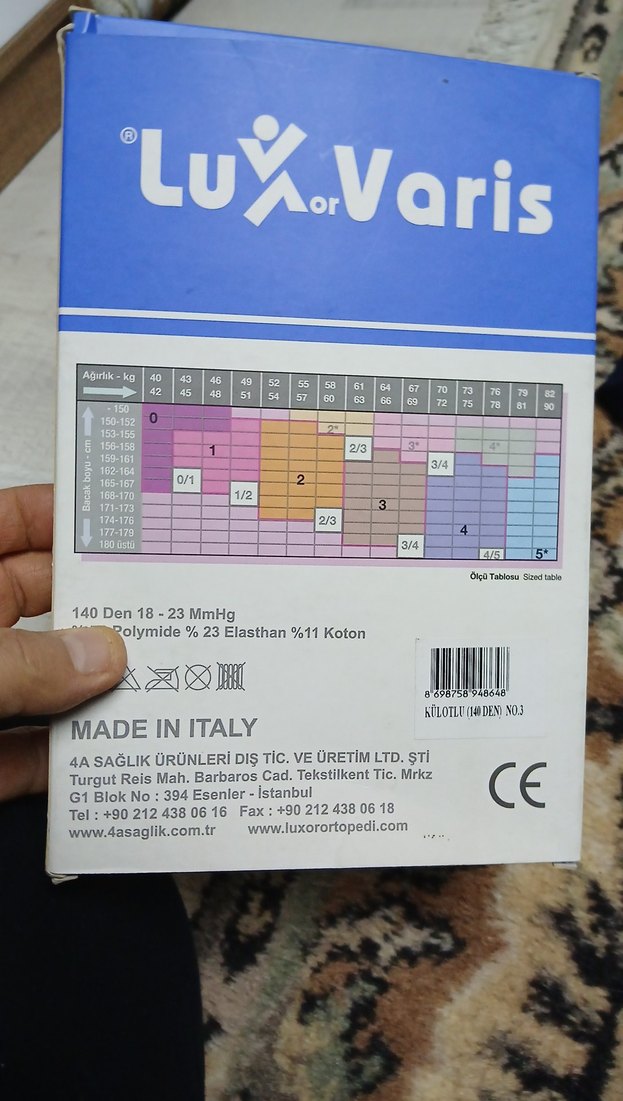 ® LuxorVaris
Ağırlık - kg 40 43 46 49 52 55 58 61 64 67 70 73 76 79 82
42 45 48 51 54 57 60 63 66 69 72 75 78 81 90
Bacak boyu - cm
- 150
150-152
153-155
156-158
159-161
162-164
165-167
168-170
171-173
174-176
177-179
180 üstü
0
2*
1
2/3
3*
4*
3/4
0/1
2
1/2
3
2/3
4
3/4
4/5
5*
Ölçü Tablosu Sized table
140 Den 18 - 23 MmHg
Polymide % 23 Elasthan %11 Koton
8 698758 948648
KÜLOTLU (140 DEN) NO.3
MADE IN ITALY
4A SAĞLIK ÜRÜNLERİ DIŞ TİC. VE ÜRETİM LTD. ŞTİ
Turgut Reis Mah. Barbaros Cad. Tekstilkent Tic. Mrkz
G1 Blok No : 394 Esenler - İstanbul
Tel : +90 212 438 06 16 Fax : +90 212 438 06 18
www.4asaglik.com.tr www.luxorortopedi.com
CE